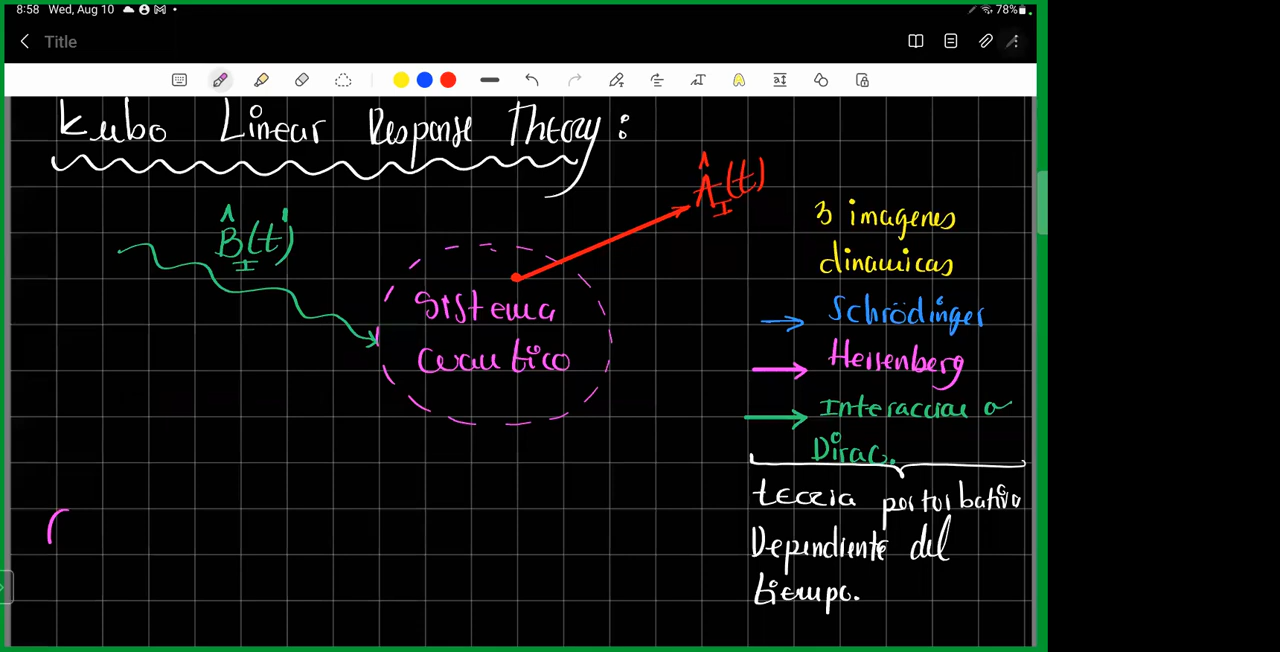 8:58 Wed, Aug 10
78%
Title
Kubo Linear Response Theory:
B̂_I(t')
Â_I(t)
Sistema
Cuantico
3 imagenes
dinamicas
→ Schrödinger
→ Heisenberg
→ Interaccion o
Dirac.
teoria perturbativa
Dependiente del
tiempo.